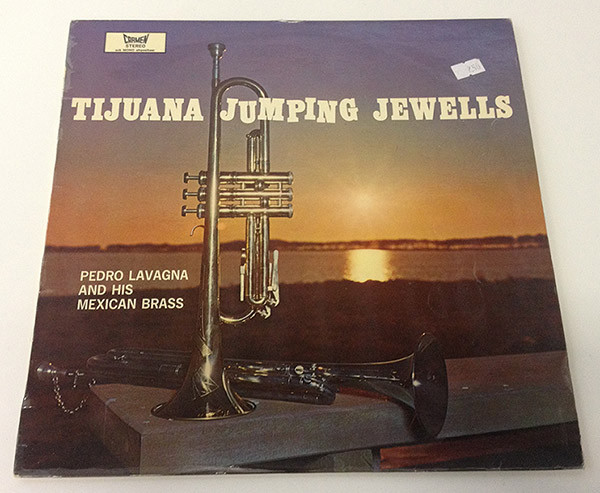 CARMEN
STEREO
TIJUANA JUMPING JEWELLS
PEDRO LAVAGNA
AND HIS
MEXICAN BRASS